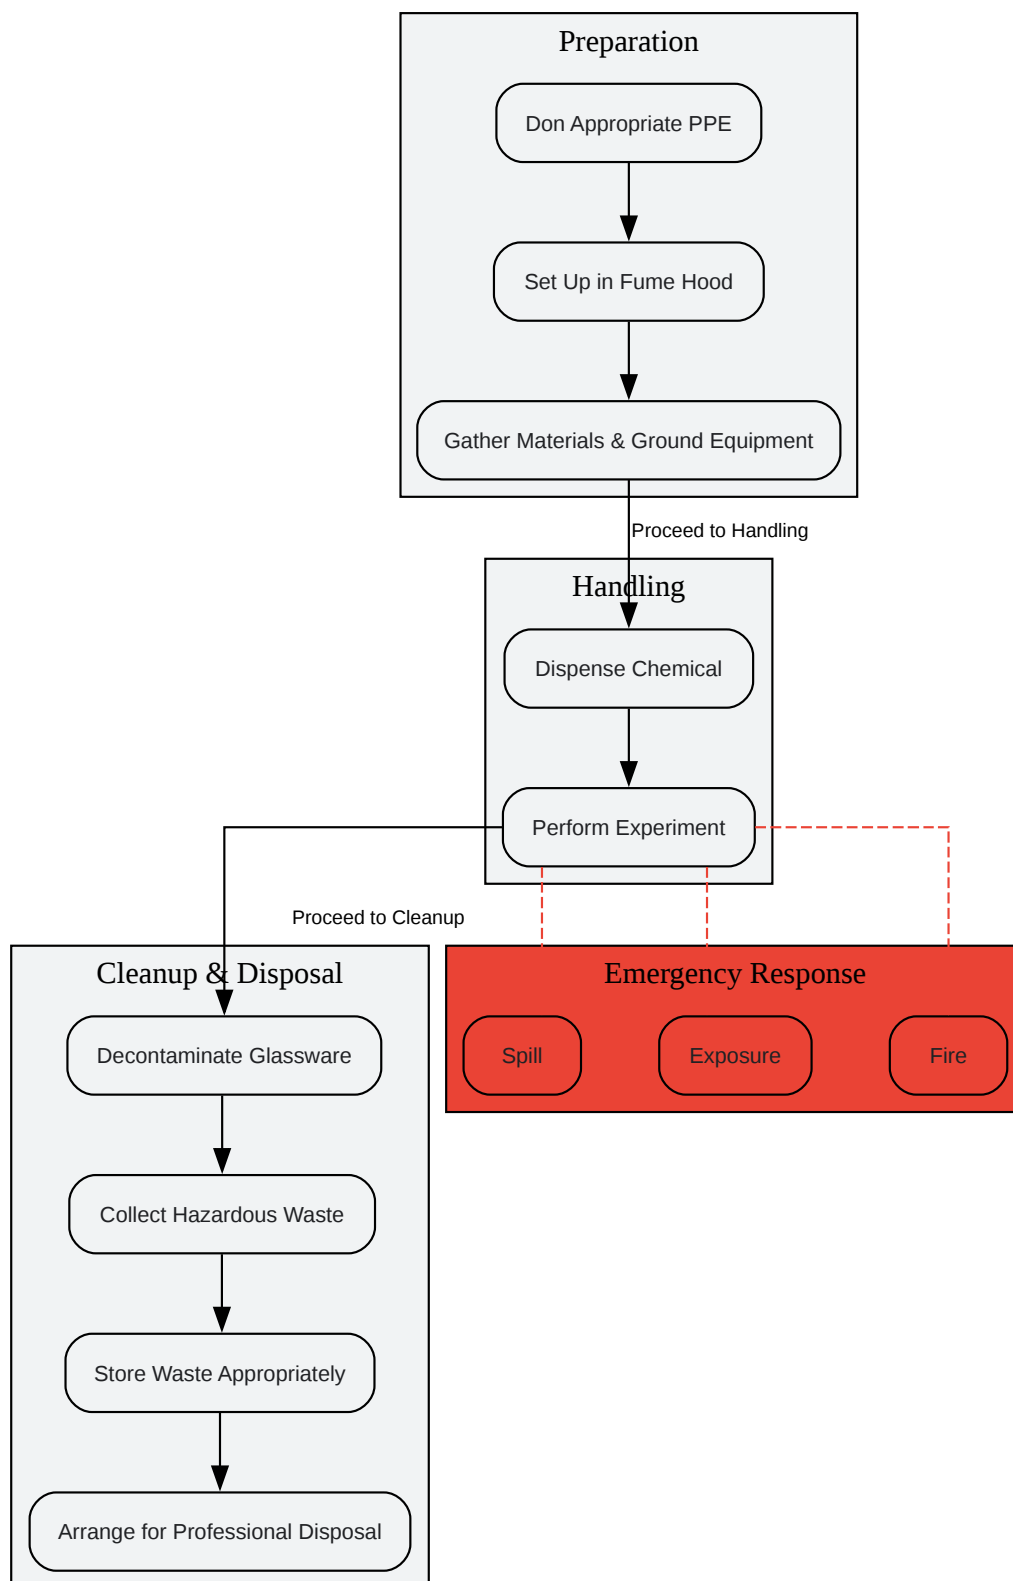 Preparation
Don Appropriate PPE
Set Up in Fume Hood
Gather Materials & Ground Equipment
Proceed to Handling
Handling
Dispense Chemical
Perform Experiment
Proceed to Cleanup
Cleanup & Disposal
Decontaminate Glassware
Collect Hazardous Waste
Store Waste Appropriately
Arrange for Professional Disposal
Emergency Response
Spill
Exposure
Fire